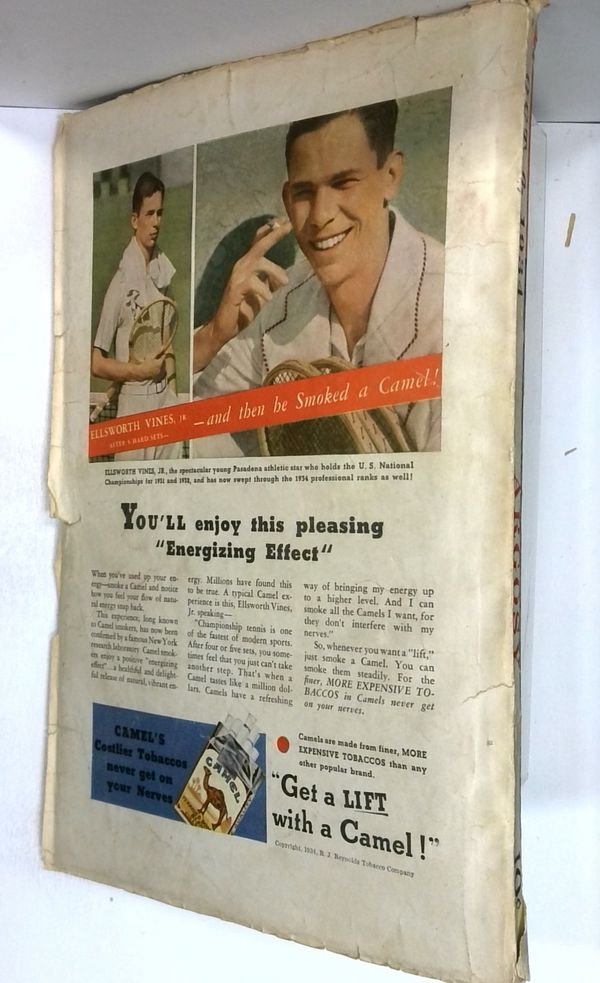 ELLSWORTH VINES, JR.
AFTER 5 HARD SETS—
—and then he Smoked a Camel!
ELLSWORTH VINES, JR., the spectacular young Pasadena athletic star who holds the U. S. National
Championships for 1931 and 1932, and has now swept through the 1934 professional ranks as well!
YOU'LL enjoy this pleasing
"Energizing Effect"
When you've used up your en-
ergy—smoke a Camel and notice
how you feel your flow of natu-
ral energy snap back.
This experience, long known
to Camel smokers, has now been
confirmed by a famous New York
research laboratory. Camel smok-
ers enjoy a positive "energizing
effect"...a healthful and delight-
ful release of natural, vibrant en-
ergy. Millions have found this
to be true. A typical Camel ex-
perience is this, Ellsworth Vines,
Jr. speaking—
"Championship tennis is one
of the fastest of modern sports.
After four or five sets, you some-
times feel that you just can't take
another step. That's when a
Camel tastes like a million dol-
lars. Camels have a refreshing
way of bringing my energy up
to a higher level. And I can
smoke all the Camels I want, for
they don't interfere with my
nerves."
So, whenever you want a "lift,"
just smoke a Camel. You can
smoke them steadily. For the
finer, MORE EXPENSIVE TO-
BACCOS in Camels never get
on your nerves.
CAMEL'S
Costlier Tobaccos
never get on
your Nerves
CAMEL
Camels are made from finer, MORE
EXPENSIVE TOBACCOS than any
other popular brand.
"Get a LIFT
with a Camel!"
Copyright, 1934, R. J. Reynolds Tobacco Company
ARGOSY
10¢